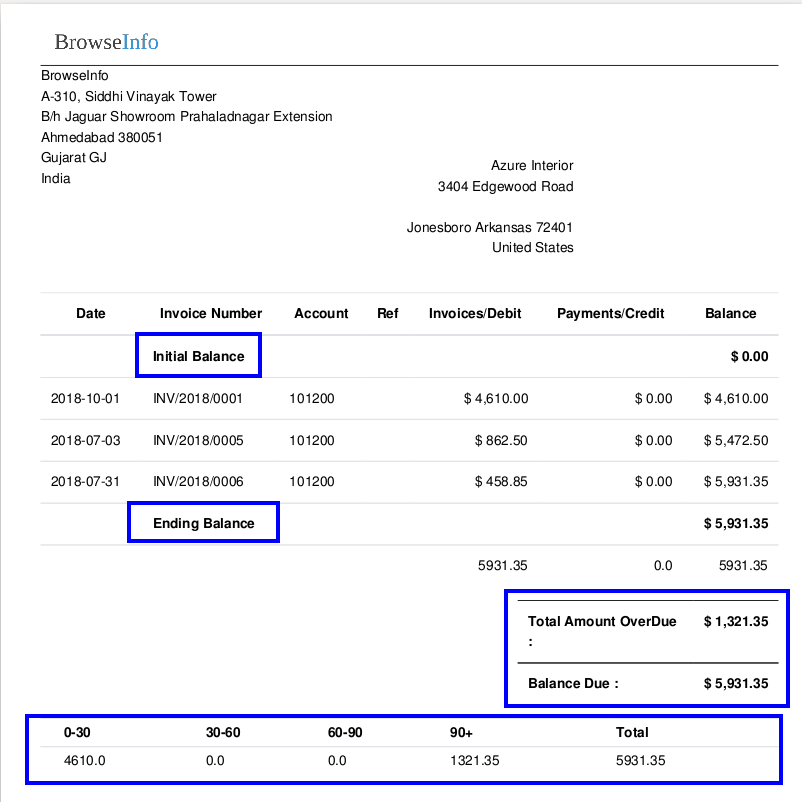 BrowseInfo
BrowseInfo
A-310, Siddhi Vinayak Tower
B/h Jaguar Showroom Prahaladnagar Extension
Ahmedabad 380051
Gujarat GJ
India
Azure Interior
3404 Edgewood Road
Jonesboro Arkansas 72401
United States
Date Invoice Number Account Ref Invoices/Debit Payments/Credit Balance
Initial Balance $ 0.00
2018-10-01 INV/2018/0001 101200 $ 4,610.00 $ 0.00 $ 4,610.00
2018-07-03 INV/2018/0005 101200 $ 862.50 $ 0.00 $ 5,472.50
2018-07-31 INV/2018/0006 101200 $ 458.85 $ 0.00 $ 5,931.35
Ending Balance $ 5,931.35
5931.35 0.0 5931.35
Total Amount OverDue $ 1,321.35
:
Balance Due : $ 5,931.35
0-30 30-60 60-90 90+ Total
4610.0 0.0 0.0 1321.35 5931.35